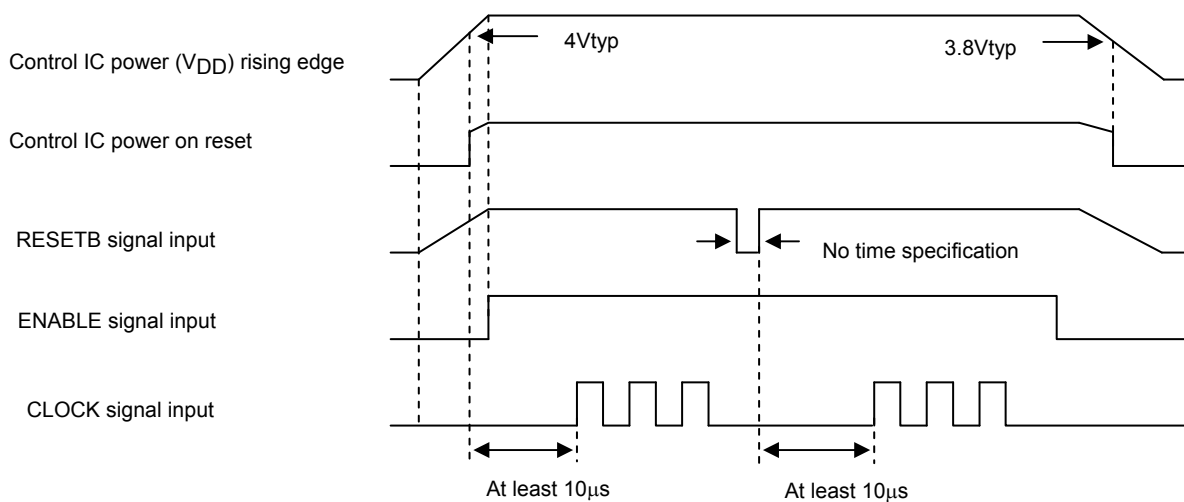 4Vtyp
3.8Vtyp
Control IC power (VDD) rising edge
Control IC power on reset
RESETB signal input
No time specification
ENABLE signal input
CLOCK signal input
At least 10μs
At least 10μs